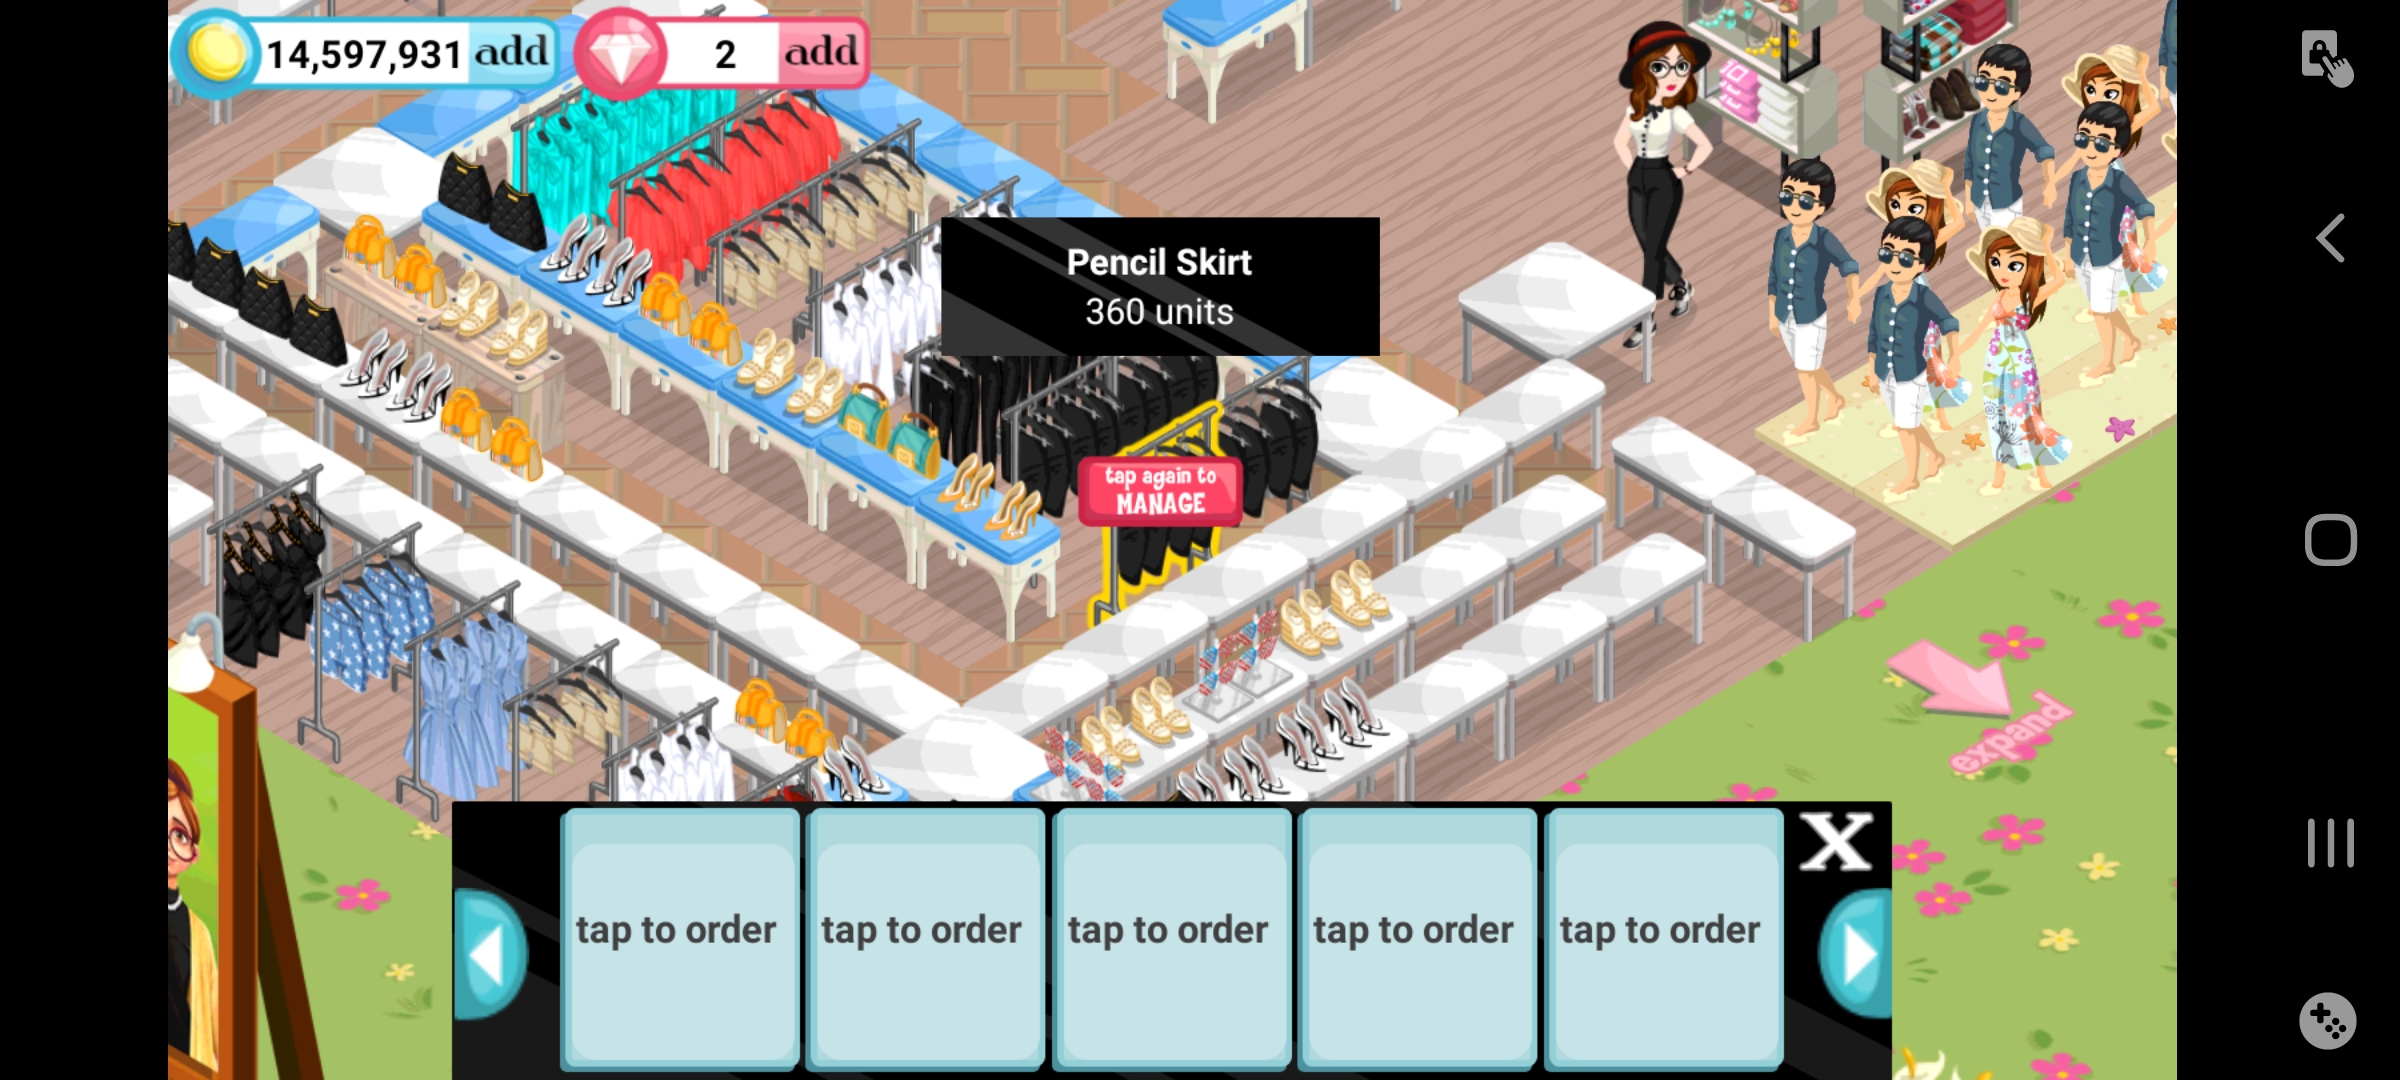 14,597,931 add
2 add
Pencil Skirt
360 units
tap again to
MANAGE
expand
X
tap to order
tap to order
tap to order
tap to order
tap to order